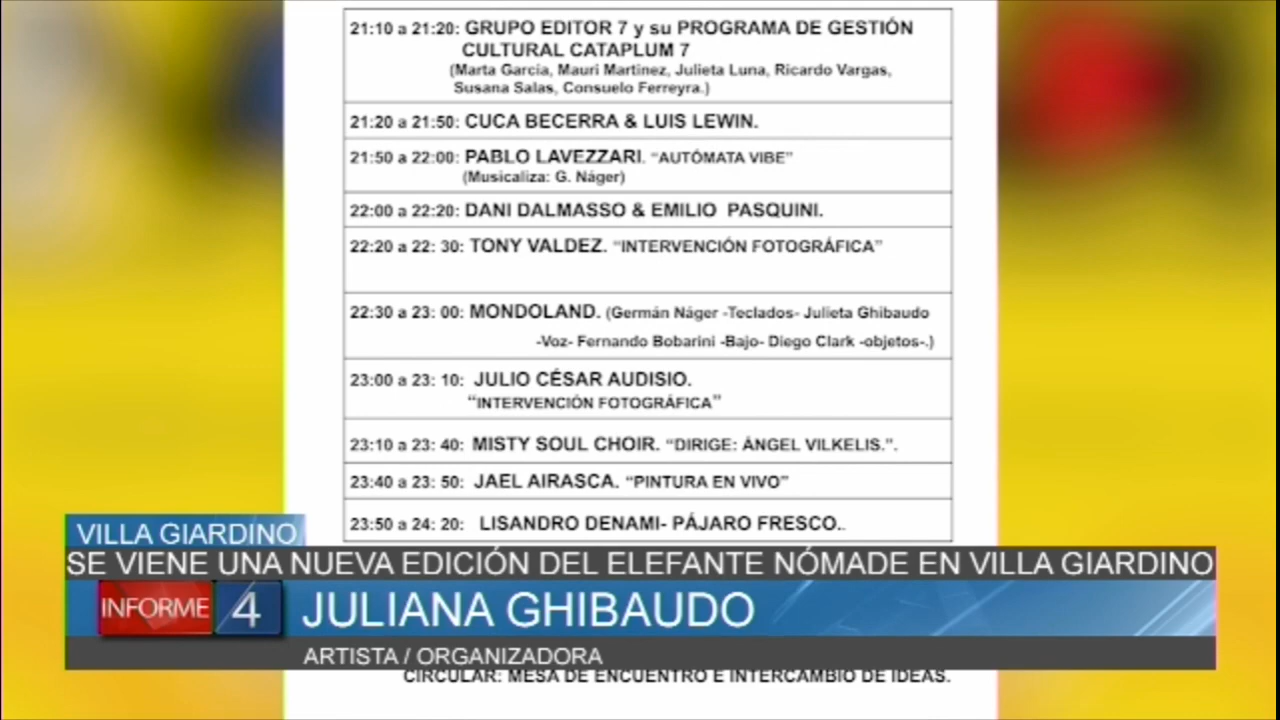 21:10 a 21:20: GRUPO EDITOR 7 y su PROGRAMA DE GESTIÓN
CULTURAL CATAPLUM 7
(Marta García, Mauri Martinez, Julieta Luna, Ricardo Vargas,
Susana Salas, Consuelo Ferreyra.)
21:20 a 21:50: CUCA BECERRA & LUIS LEWIN.
21:50 a 22:00: PABLO LAVEZZARI. “AUTÓMATA VIBE”
(Musicaliza: G. Náger)
22:00 a 22:20: DANI DALMASSO & EMILIO PASQUINI.
22:20 a 22: 30: TONY VALDEZ. “INTERVENCIÓN FOTOGRÁFICA”
22:30 a 23: 00: MONDOLAND. (Germán Náger -Teclados- Julieta Ghibaudo
-Voz- Fernando Bobarini -Bajo- Diego Clark -objetos-.)
23:00 a 23: 10: JULIO CÉSAR AUDISIO.
“INTERVENCIÓN FOTOGRÁFICA”
23:10 a 23: 40: MISTY SOUL CHOIR. “DIRIGE: ÁNGEL VILKELIS.”.
23:40 a 23: 50: JAEL AIRASCA. “PINTURA EN VIVO”
23:50 a 24: 20: LISANDRO DENAMI- PÁJARO FRESCO..
VILLA GIARDINO
SE VIENE UNA NUEVA EDICIÓN DEL ELEFANTE NÓMADE EN VILLA GIARDINO
INFORME 4 JULIANA GHIBAUDO
ARTISTA / ORGANIZADORA
CIRCULAR: MESA DE ENCUENTRO E INTERCAMBIO DE IDEAS.